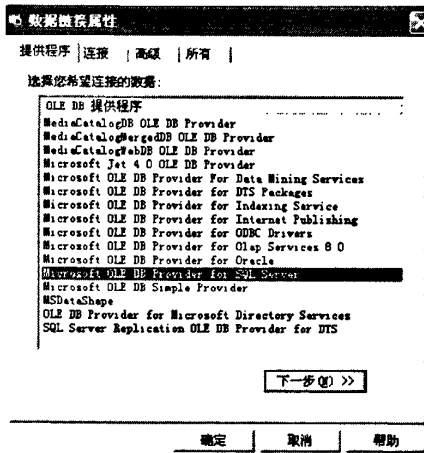 数据链接属性
提供程序 连接 高级 所有
选择您希望连接的数据:
OLE DB 提供程序
MediaCatalogDB OLE DB Provider
MediaCatalogMergedDB OLE DB Provider
MediaCatalogWebDB OLE DB Provider
Microsoft Jet 4 0 OLE DB Provider
Microsoft OLE DB Provider For Data Mining Services
Microsoft OLE DB Provider for DTS Packages
Microsoft OLE DB Provider for Indexing Service
Microsoft OLE DB Provider for Internet Publishing
Microsoft OLE DB Provider for ODBC Drivers
Microsoft OLE DB Provider for Olap Services 8 0
Microsoft OLE DB Provider for Oracle
Microsoft OLE DB Provider for SQL Server
Microsoft OLE DB Simple Provider
MSDataShape
OLE DB Provider for Microsoft Directory Services
SQL Server Replication OLE DB Provider for DTS
下一步(N) >>
确定 取消 帮助